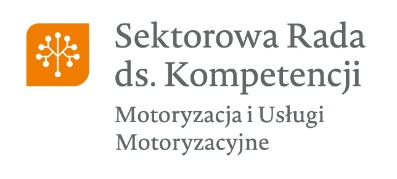 Sektorowa Rada
ds. Kompetencji
Motoryzacja i Usługi
Motoryzacyjne